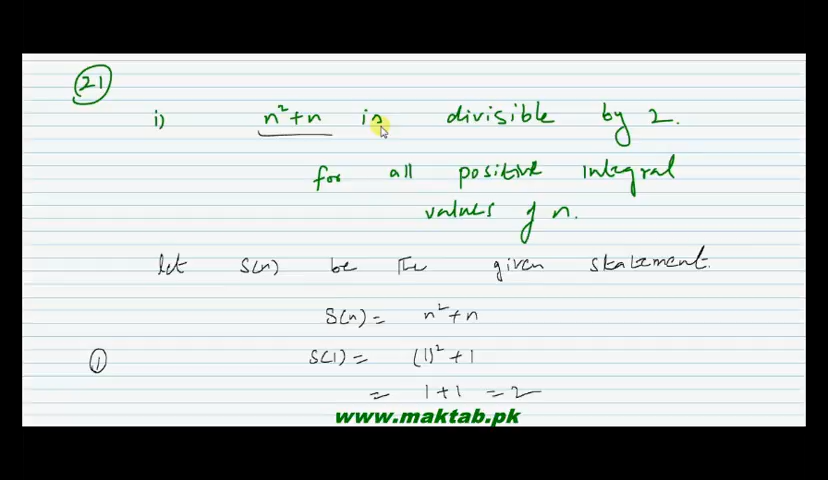 21
i) n²+n is divisible by 2.
for all positive integral
values of n.
let S(n) be the given statement.
S(n) = n²+n
① S(1) = (1)²+1
= 1+1 = 2
www.maktab.pk